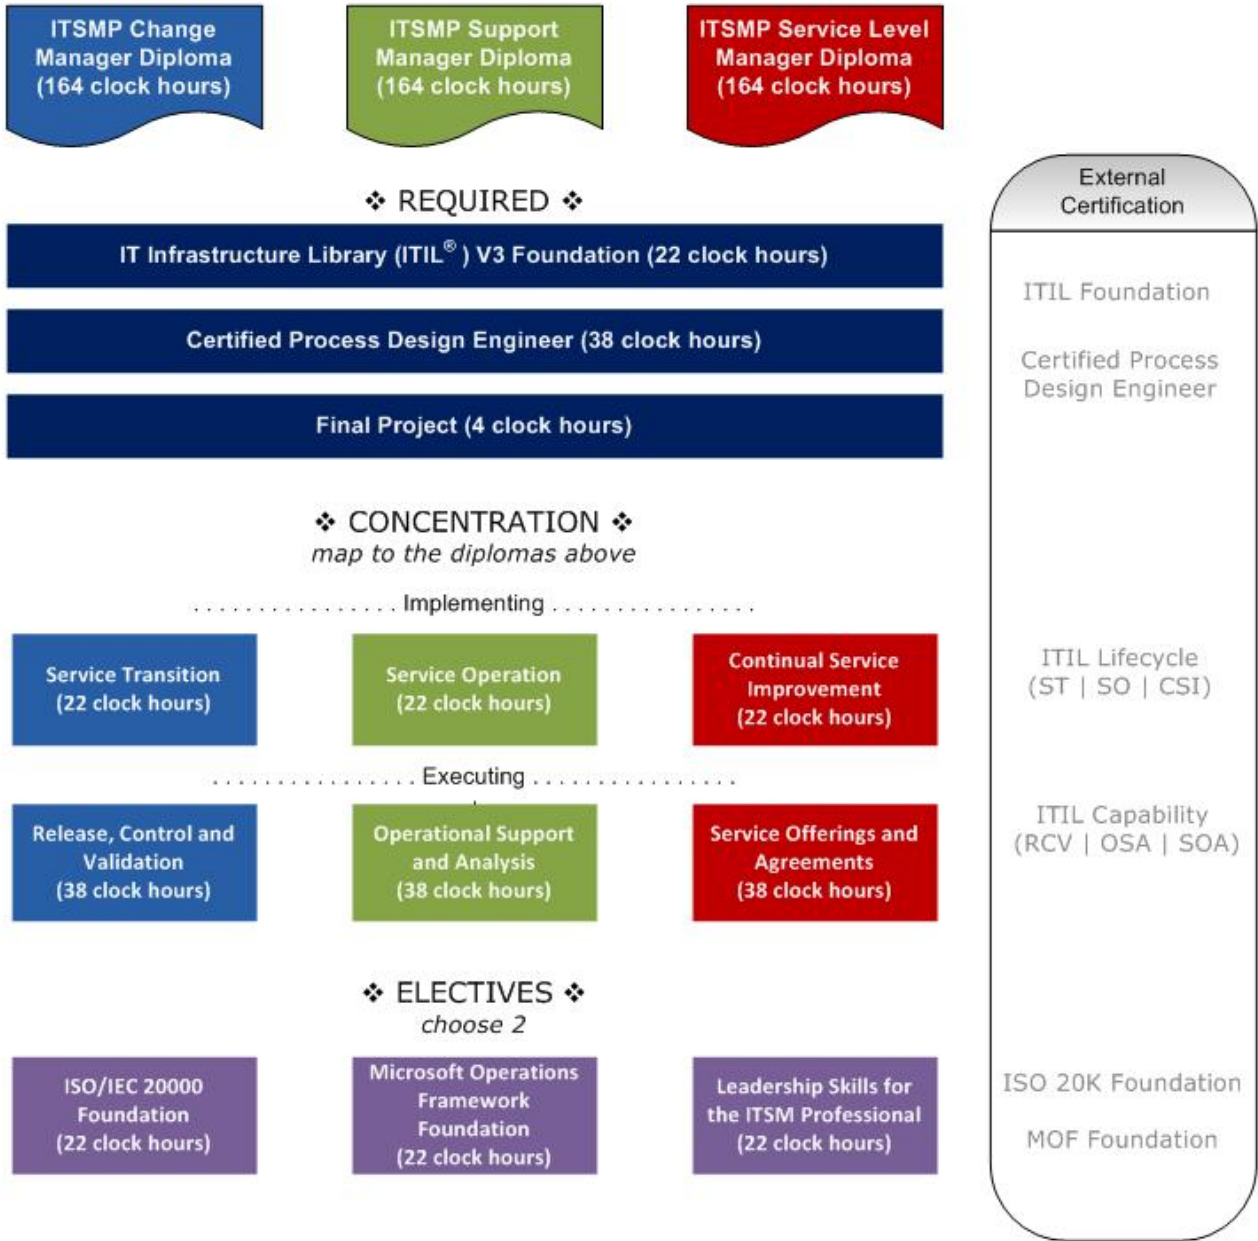 ITSMP Change
Manager Diploma
(164 clock hours)
ITSMP Support
Manager Diploma
(164 clock hours)
ITSMP Service Level
Manager Diploma
(164 clock hours)
❖ REQUIRED ❖
IT Infrastructure Library (ITIL® ) V3 Foundation (22 clock hours)
Certified Process Design Engineer (38 clock hours)
Final Project (4 clock hours)
❖ CONCENTRATION ❖
map to the diplomas above
. . . . . . . . . . . . . . . . Implementing . . . . . . . . . . . . . . . .
Service Transition
(22 clock hours)
Service Operation
(22 clock hours)
Continual Service
Improvement
(22 clock hours)
. . . . . . . . . . . . . . . . Executing . . . . . . . . . . . . . . . .
Release, Control and
Validation
(38 clock hours)
Operational Support
and Analysis
(38 clock hours)
Service Offerings and
Agreements
(38 clock hours)
❖ ELECTIVES ❖
choose 2
ISO/IEC 20000
Foundation
(22 clock hours)
Microsoft Operations
Framework
Foundation
(22 clock hours)
Leadership Skills for
the ITSM Professional
(22 clock hours)
External
Certification
ITIL Foundation
Certified Process
Design Engineer
ITIL Lifecycle
(ST | SO | CSI)
ITIL Capability
(RCV | OSA | SOA)
ISO 20K Foundation
MOF Foundation